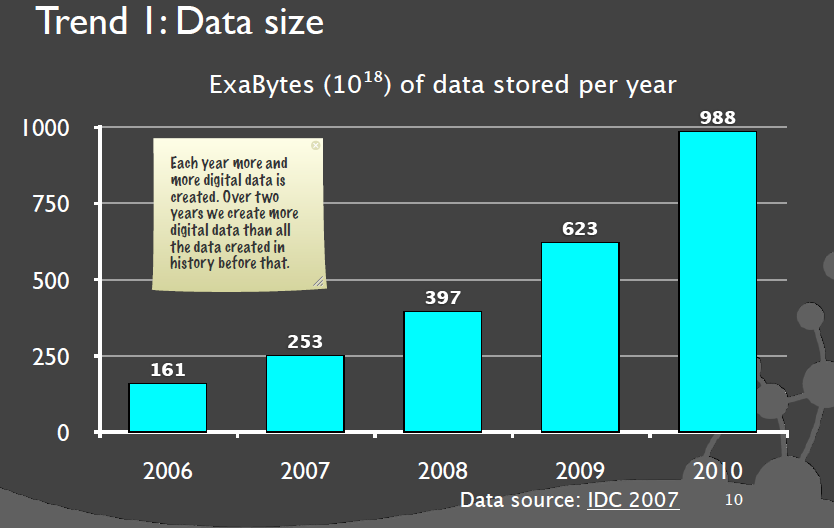 Trend 1: Data size
ExaBytes (10¹⁸) of data stored per year
1000
750
500
250
0
Each year more and
more digital data is
created. Over two
years we create more
digital data than all
the data created in
history before that.
161
253
397
623
988
2006 2007 2008 2009 2010
Data source: IDC 2007 10